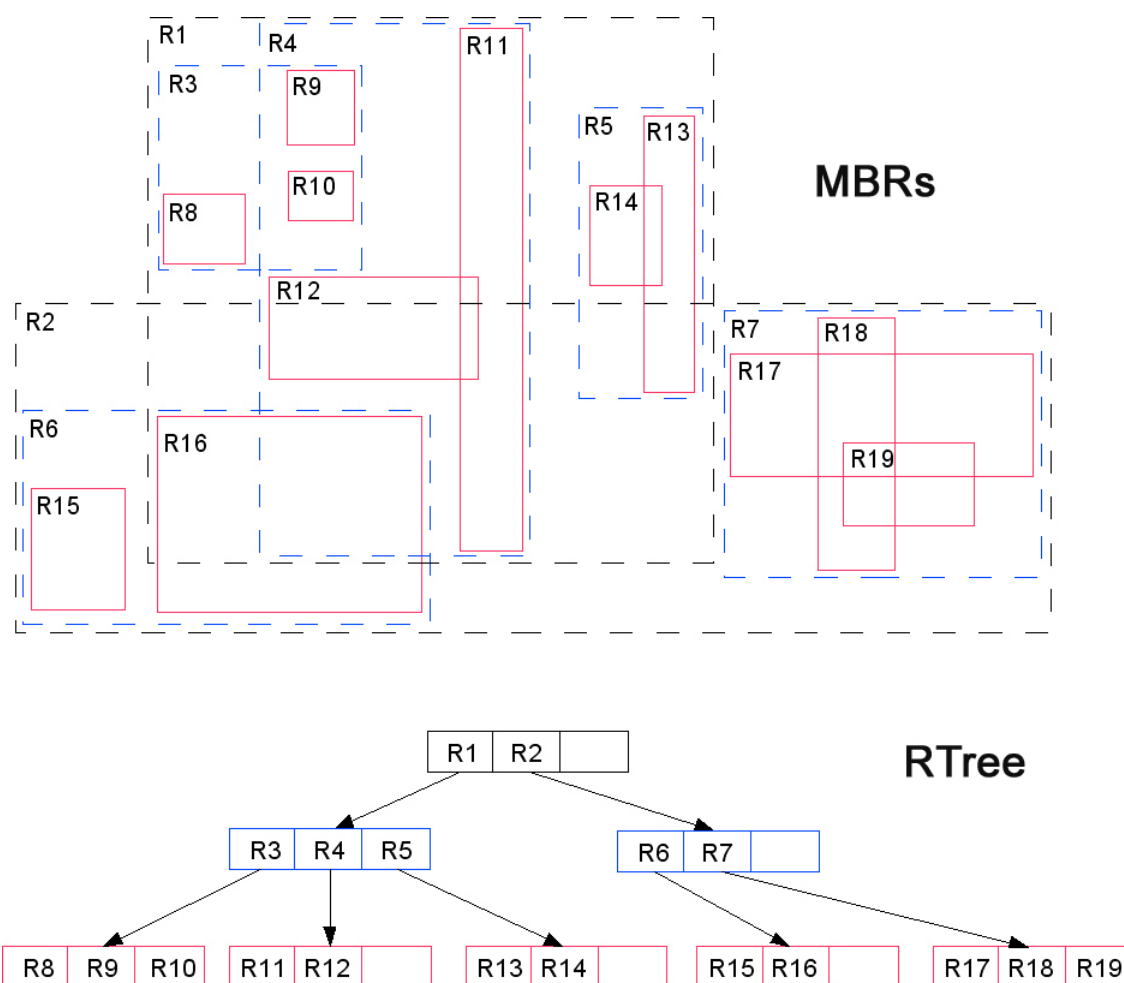 R1
R4
R11
R3
R9
R5
R13
MBRs
R10
R14
R8
R12
R2
R7
R18
R17
R6
R16
R19
R15
RTree
R1 R2
R3 R4 R5
R6 R7
R8 R9 R10
R11 R12
R13 R14
R15 R16
R17 R18 R19